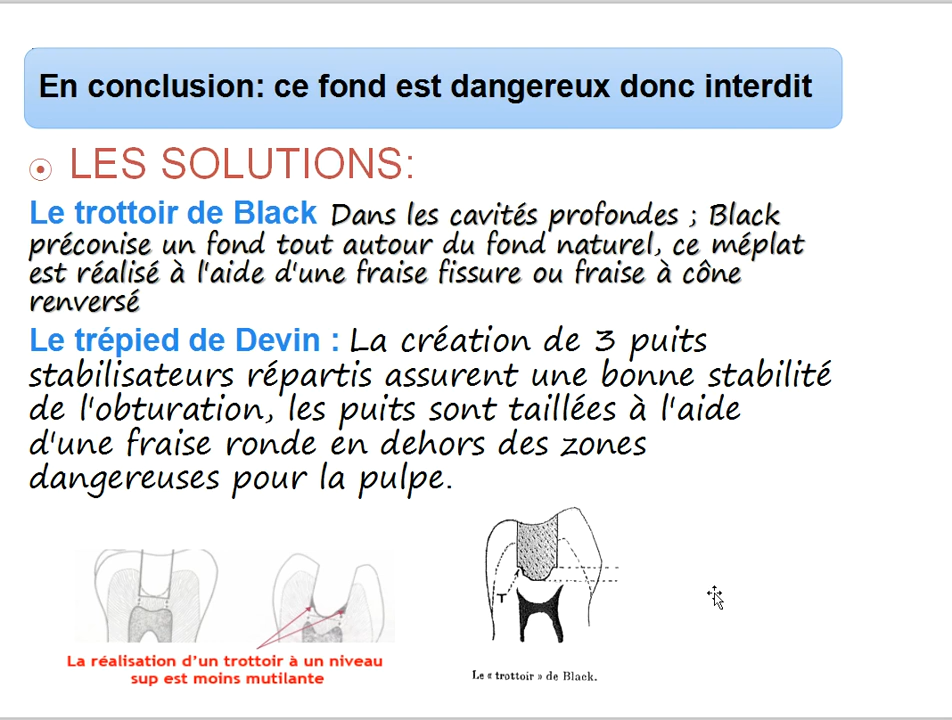 En conclusion: ce fond est dangereux donc interdit
LES SOLUTIONS:
Le trottoir de Black Dans les cavités profondes ; Black
préconise un fond tout autour du fond naturel, ce méplat
est réalisé à l'aide d'une fraise fissure ou fraise à cône
renversé
Le trépied de Devin : La création de 3 puits
stabilisateurs répartis assurent une bonne stabilité
de l'obturation, les puits sont taillées à l'aide
d'une fraise ronde en dehors des zones
dangereuses pour la pulpe.
T
La réalisation d'un trottoir à un niveau
sup est moins mutilante
Le « trottoir » de Black.